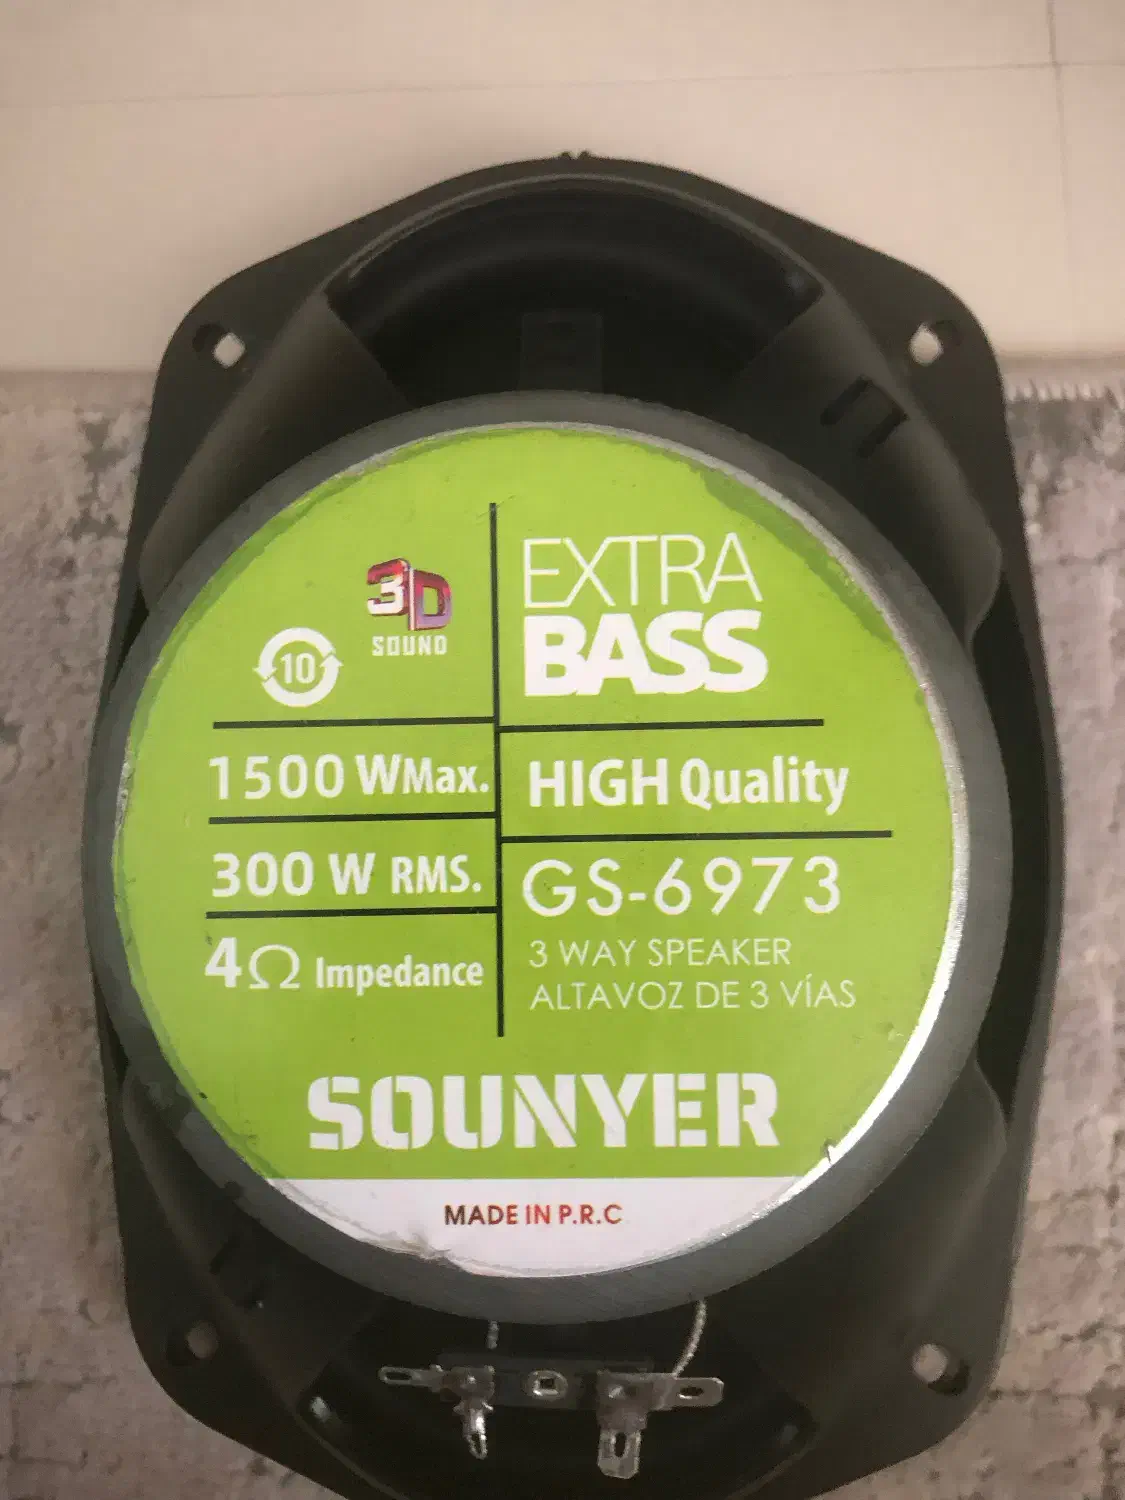 3D
SOUND
10
EXTRA
BASS
1500 WMax.
HIGH Quality
300 W RMS.
GS-6973
4Ω Impedance
3 WAY SPEAKER
ALTAVOZ DE 3 VÍAS
SOUNYER
MADE IN P.R.C